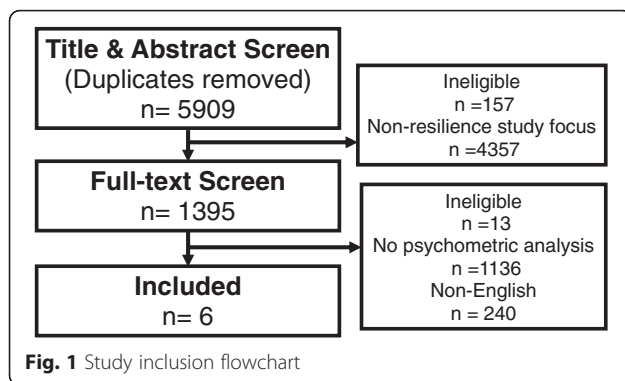 Title & Abstract Screen
(Duplicates removed)
n= 5909
Ineligible
n =157
Non-resilience study focus
n =4357
Full-text Screen
n= 1395
Ineligible
n =13
No psychometric analysis
n =1136
Non-English
n = 240
Included
n= 6
Fig. 1 Study inclusion flowchart